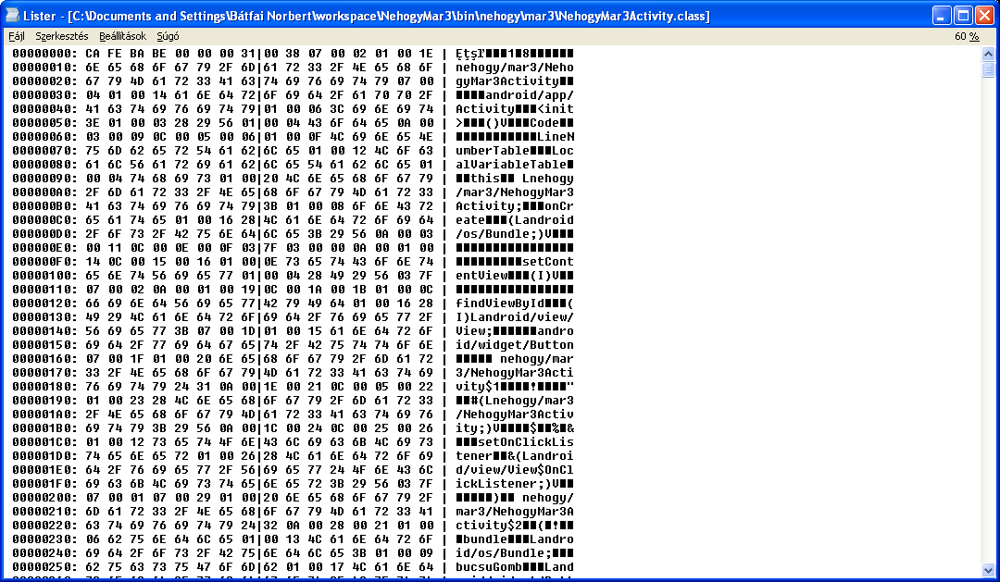 Lister - [C:\Documents and Settings\Bátfai Norbert\workspace\NehogyMar3\bin\nehogy\mar3\NehogyMar3Activity.class]
Fájl Szerkesztés Beállítások Súgó 60 %
00000000: CA FE BA BE 00 00 00 31|00 38 07 00 02 01 00 1E | Ęţşľ■■■1■8■■■■■■
00000010: 6E 65 68 6F 67 79 2F 6D|61 72 33 2F 4E 65 68 6F | nehogy/mar3/Neho
00000020: 67 79 4D 61 72 33 41 63|74 69 76 69 74 79 07 00 | gyMar3Activity■■
00000030: 04 01 00 14 61 6E 64 72|6F 69 64 2F 61 70 70 2F | ■■■■android/app/
00000040: 41 63 74 69 76 69 74 79|01 00 06 3C 69 6E 69 74 | Activity■■■<init
00000050: 3E 01 00 03 28 29 56 01|00 04 43 6F 64 65 0A 00 | >■■■()V■■■Code■■
00000060: 03 00 09 0C 00 05 00 06|01 00 0F 4C 69 6E 65 4E | ■■■■■■■■■■■LineN
00000070: 75 6D 62 65 72 54 61 62|6C 65 01 00 12 4C 6F 63 | umberTable■■■Loc
00000080: 61 6C 56 61 72 69 61 62|6C 65 54 61 62 6C 65 01 | alVariableTable■
00000090: 00 04 74 68 69 73 01 00|20 4C 6E 65 68 6F 67 79 | ■■this■■ Lnehogy
000000A0: 2F 6D 61 72 33 2F 4E 65|68 6F 67 79 4D 61 72 33 | /mar3/NehogyMar3
000000B0: 41 63 74 69 76 69 74 79|3B 01 00 08 6F 6E 43 72 | Activity;■■■onCr
000000C0: 65 61 74 65 01 00 16 28|4C 61 6E 64 72 6F 69 64 | eate■■■(Landroid
000000D0: 2F 6F 73 2F 42 75 6E 64|6C 65 3B 29 56 0A 00 03 | /os/Bundle;)V■■■
000000E0: 00 11 0C 00 0E 00 0F 03|7F 03 00 00 0A 00 01 00 | ■■■■■■■■■■■■■■■■
000000F0: 14 0C 00 15 00 16 01 00|0E 73 65 74 43 6F 6E 74 | ■■■■■■■■■setCont
00000100: 65 6E 74 56 69 65 77 01|00 04 28 49 29 56 03 7F | entView■■■(I)V■■
00000110: 07 00 02 0A 00 01 00 19|0C 00 1A 00 1B 01 00 0C | ■■■■■■■■■■■■■■■■
00000120: 66 69 6E 64 56 69 65 77|42 79 49 64 01 00 16 28 | findViewById■■■(
00000130: 49 29 4C 61 6E 64 72 6F|69 64 2F 76 69 65 77 2F | I)Landroid/view/
00000140: 56 69 65 77 3B 07 00 1D|01 00 15 61 6E 64 72 6F | View;■■■■■■andro
00000150: 69 64 2F 77 69 64 67 65|74 2F 42 75 74 74 6F 6E | id/widget/Button
00000160: 07 00 1F 01 00 20 6E 65|68 6F 67 79 2F 6D 61 72 | ■■■■■ nehogy/mar
00000170: 33 2F 4E 65 68 6F 67 79|4D 61 72 33 41 63 74 69 | 3/NehogyMar3Acti
00000180: 76 69 74 79 24 31 0A 00|1E 00 21 0C 00 05 00 22 | vity$1■■■■!■■■■"
00000190: 01 00 23 28 4C 6E 65 68|6F 67 79 2F 6D 61 72 33 | ■■#(Lnehogy/mar3
000001A0: 2F 4E 65 68 6F 67 79 4D|61 72 33 41 63 74 69 76 | /NehogyMar3Activ
000001B0: 69 74 79 3B 29 56 0A 00|1C 00 24 0C 00 25 00 26 | ity;)V■■■■$■■%■&
000001C0: 01 00 12 73 65 74 4F 6E|43 6C 69 63 6B 4C 69 73 | ■■■setOnClickLis
000001D0: 74 65 6E 65 72 01 00 26|28 4C 61 6E 64 72 6F 69 | tener■■&(Landroi
000001E0: 64 2F 76 69 65 77 2F 56|69 65 77 24 4F 6E 43 6C | d/view/View$OnCl
000001F0: 69 63 6B 4C 69 73 74 65|6E 65 72 3B 29 56 03 7F | ickListener;)V■■
00000200: 07 00 01 07 00 29 01 00|20 6E 65 68 6F 67 79 2F | ■■■■■)■■ nehogy/
00000210: 6D 61 72 33 2F 4E 65 68|6F 67 79 4D 61 72 33 41 | mar3/NehogyMar3A
00000220: 63 74 69 76 69 74 79 24|32 0A 00 28 00 21 01 00 | ctivity$2■■(■!■■
00000230: 06 62 75 6E 64 6C 65 01|00 13 4C 61 6E 64 72 6F | ■bundle■■■Landro
00000240: 69 64 2F 6F 73 2F 42 75|6E 64 6C 65 3B 01 00 09 | id/os/Bundle;■■■
00000250: 62 75 63 73 75 47 6F 6D|62 01 00 17 4C 61 6E 64 | bucsuGomb■■■Land